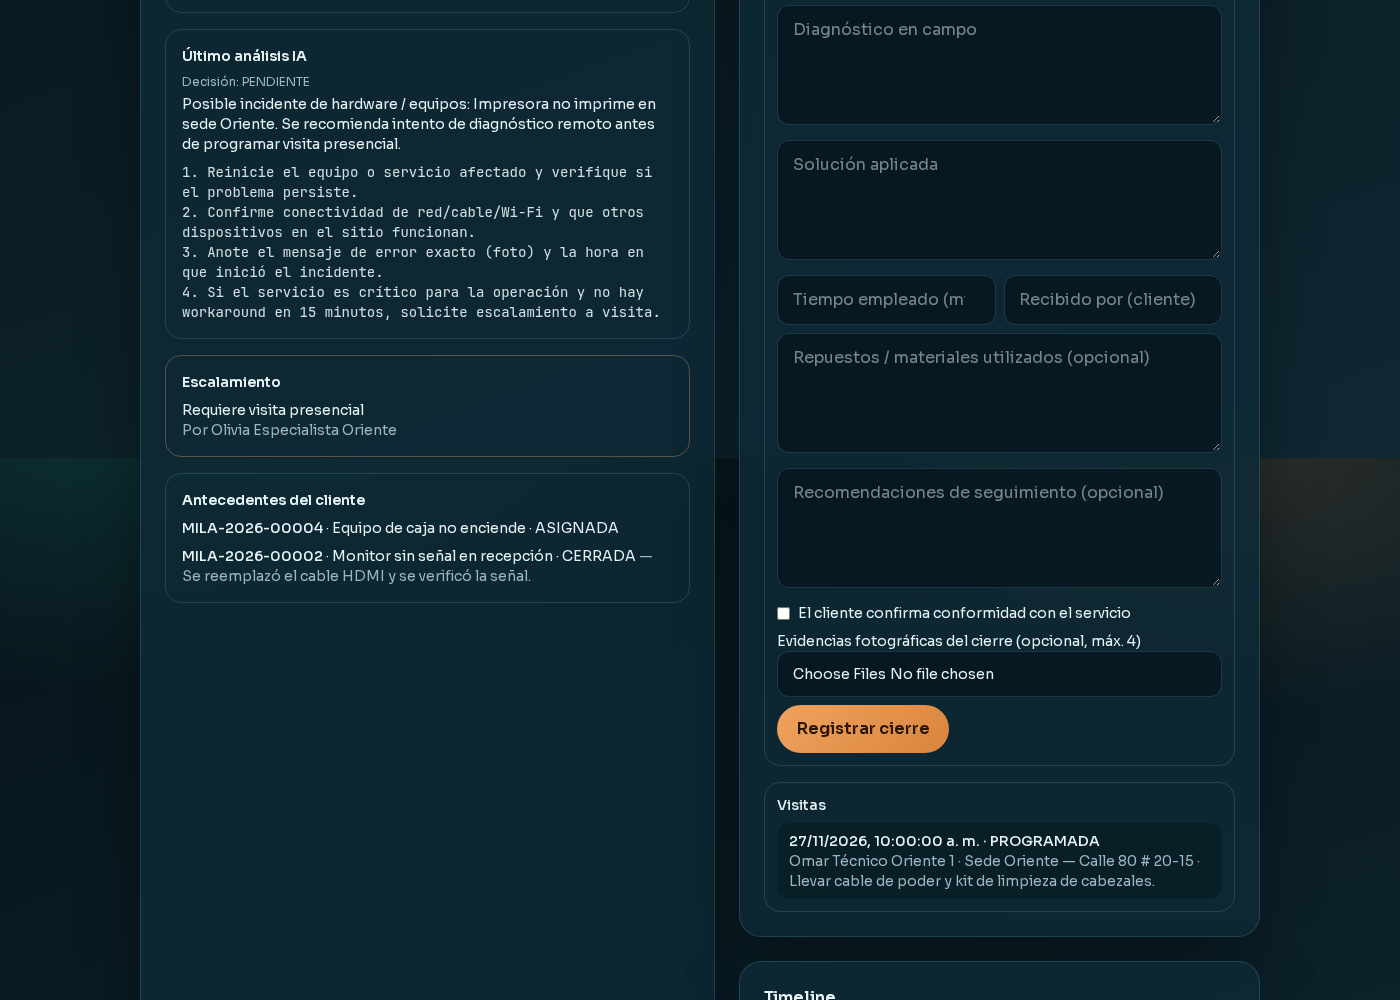 Último análisis IA
Decisión: PENDIENTE
Posible incidente de hardware / equipos: Impresora no imprime en
sede Oriente. Se recomienda intento de diagnóstico remoto antes
de programar visita presencial.
1. Reinicie el equipo o servicio afectado y verifique si
el problema persiste.
2. Confirme conectividad de red/cable/Wi-Fi y que otros
dispositivos en el sitio funcionan.
3. Anote el mensaje de error exacto (foto) y la hora en
que inició el incidente.
4. Si el servicio es crítico para la operación y no hay
workaround en 15 minutos, solicite escalamiento a visita.
Escalamiento
Requiere visita presencial
Por Olivia Especialista Oriente
Antecedentes del cliente
MILA-2026-00004 · Equipo de caja no enciende · ASIGNADA
MILA-2026-00002 · Monitor sin señal en recepción · CERRADA —
Se reemplazó el cable HDMI y se verificó la señal.
Diagnóstico en campo
Solución aplicada
Tiempo empleado (m
Recibido por (cliente)
Repuestos / materiales utilizados (opcional)
Recomendaciones de seguimiento (opcional)
El cliente confirma conformidad con el servicio
Evidencias fotográficas del cierre (opcional, máx. 4)
Choose Files No file chosen
Registrar cierre
Visitas
27/11/2026, 10:00:00 a. m. · PROGRAMADA
Omar Técnico Oriente 1 · Sede Oriente — Calle 80 # 20-15 ·
Llevar cable de poder y kit de limpieza de cabezales.
Timeline